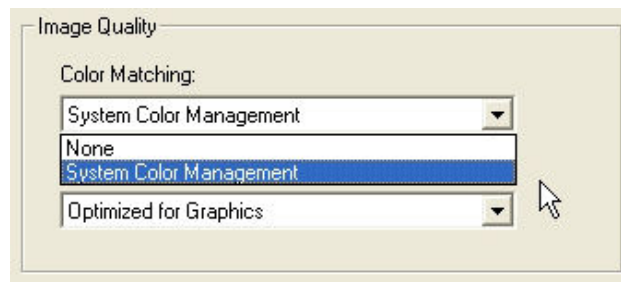 Image Quality
Color Matching:
System Color Management
None
System Color Management
Optimized for Graphics